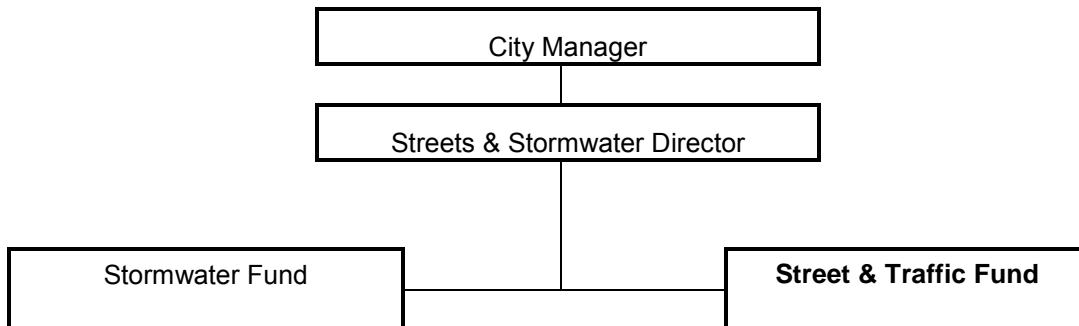 City Manager
Streets & Stormwater Director
Stormwater Fund
Street & Traffic Fund